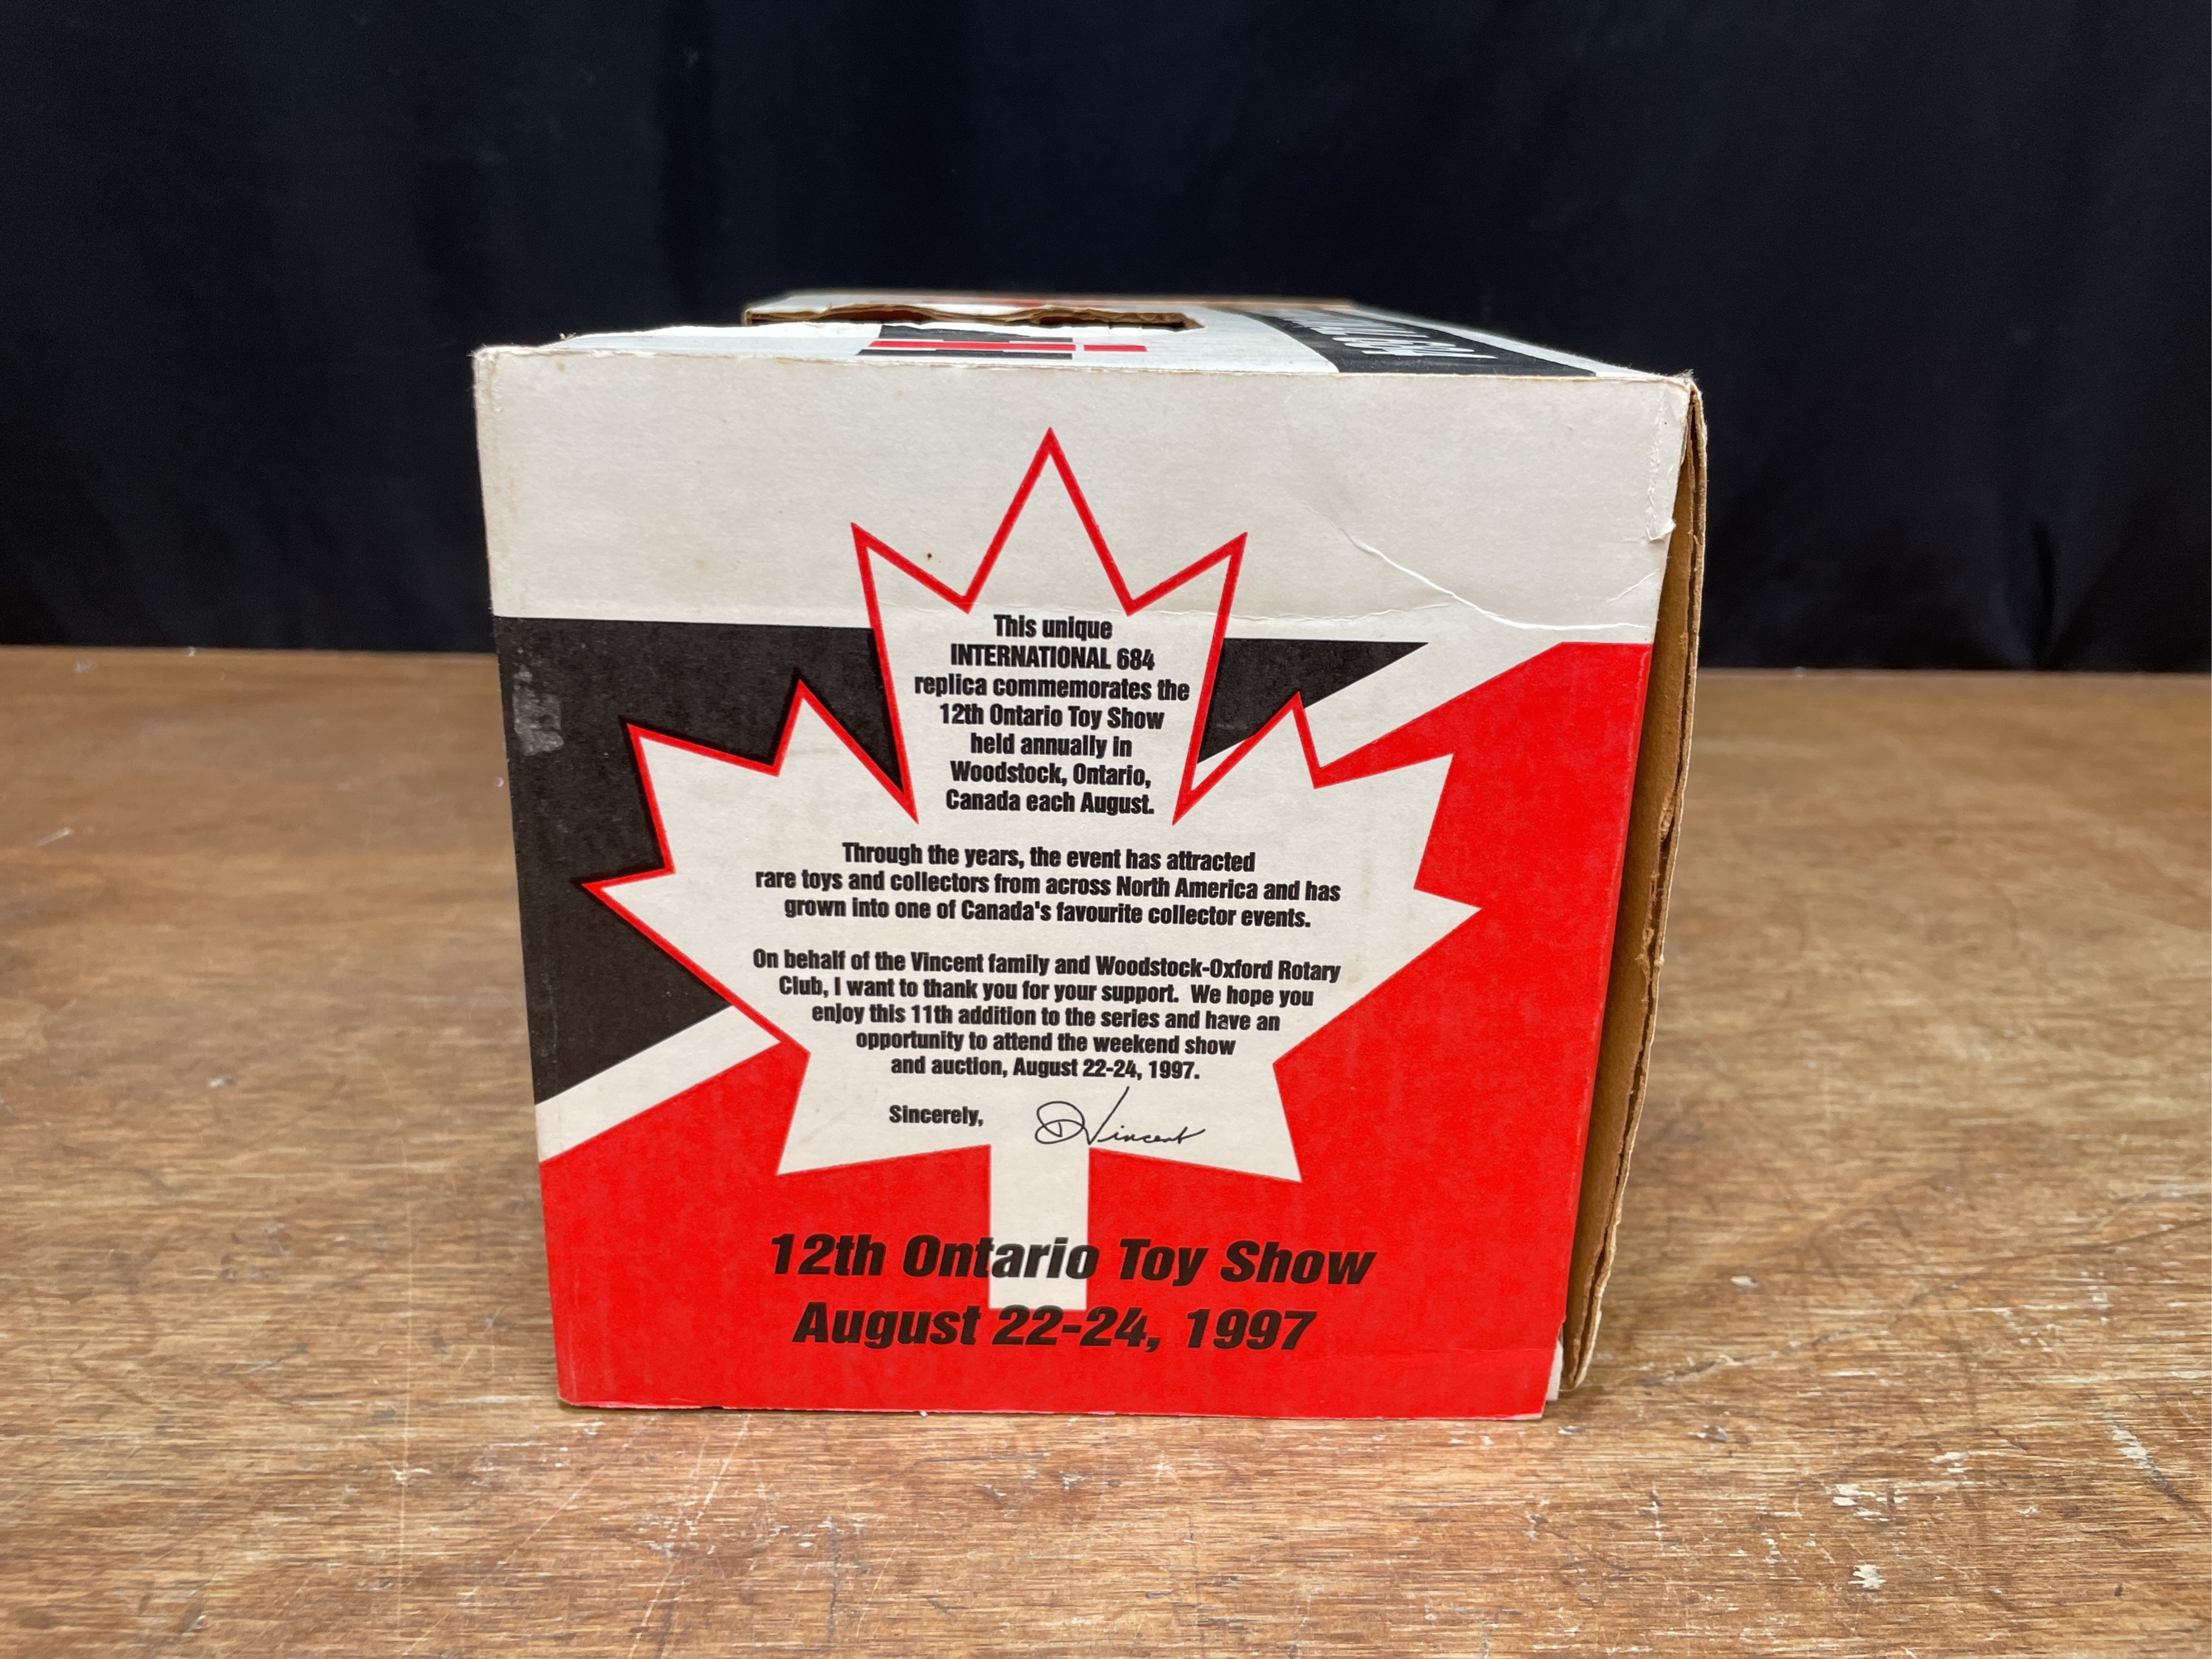 684
This unique
INTERNATIONAL 684
replica commemorates the
12th Ontario Toy Show
held annually in
Woodstock, Ontario,
Canada each August.
Through the years, the event has attracted
rare toys and collectors from across North America and has
grown into one of Canada's favourite collector events.
On behalf of the Vincent family and Woodstock-Oxford Rotary
Club, I want to thank you for your support. We hope you
enjoy this 11th addition to the series and have an
opportunity to attend the weekend show
and auction, August 22-24, 1997.
Sincerely, DVincent
12th Ontario Toy Show
August 22-24, 1997